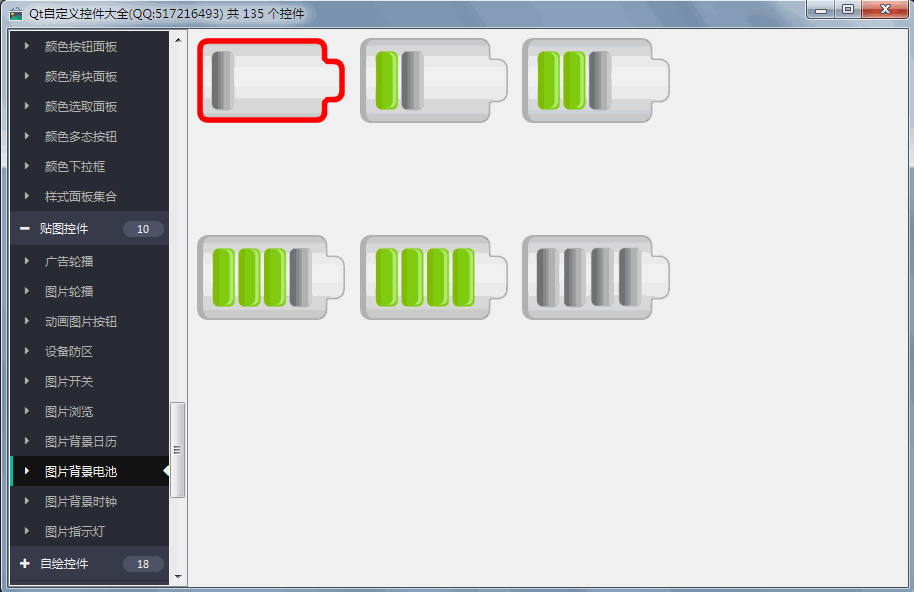 Qt自定义控件大全(QQ:517216493) 共 135 个控件
颜色按钮面板
颜色滑块面板
颜色选取面板
颜色多态按钮
颜色下拉框
样式面板集合
贴图控件 10
广告轮播
图片轮播
动画图片按钮
设备防区
图片开关
图片浏览
图片背景日历
图片背景电池
图片背景时钟
图片指示灯
自绘控件 18